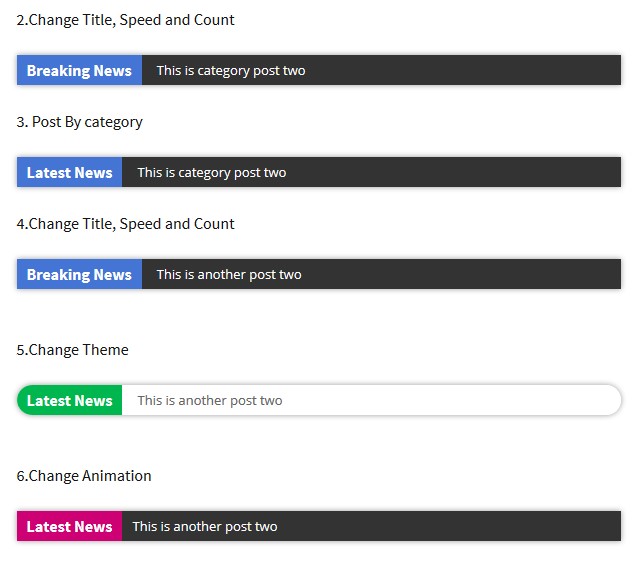 2.Change Title, Speed and Count
Breaking News This is category post two
3. Post By category
Latest News This is category post two
4.Change Title, Speed and Count
Breaking News This is another post two
5.Change Theme
Latest News This is another post two
6.Change Animation
Latest News This is another post two